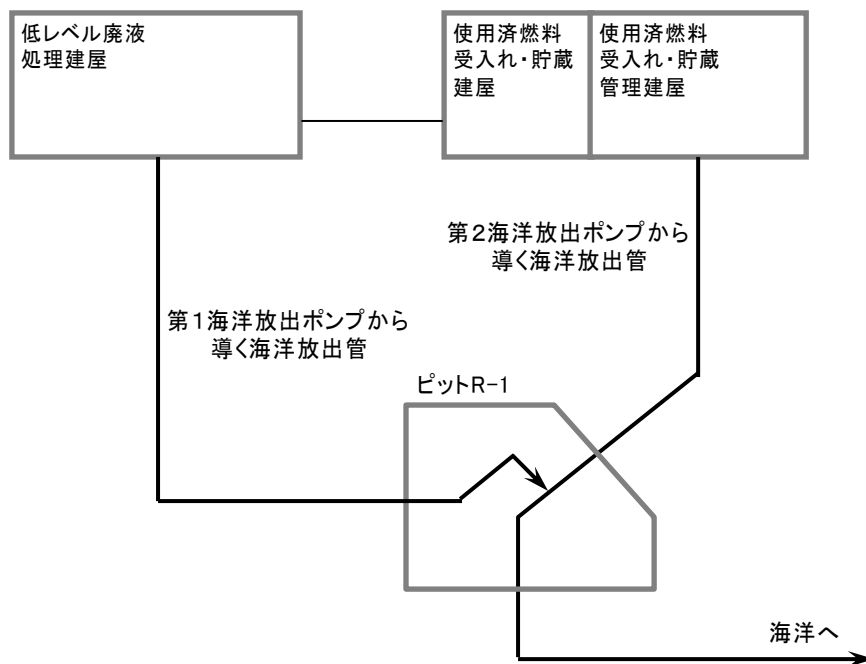 低レベル廃液
処理建屋
使用済燃料
受入れ・貯蔵
建屋
使用済燃料
受入れ・貯蔵
管理建屋
第2海洋放出ポンプから
導く海洋放出管
第1海洋放出ポンプから
導く海洋放出管
ピットR-1
海洋へ